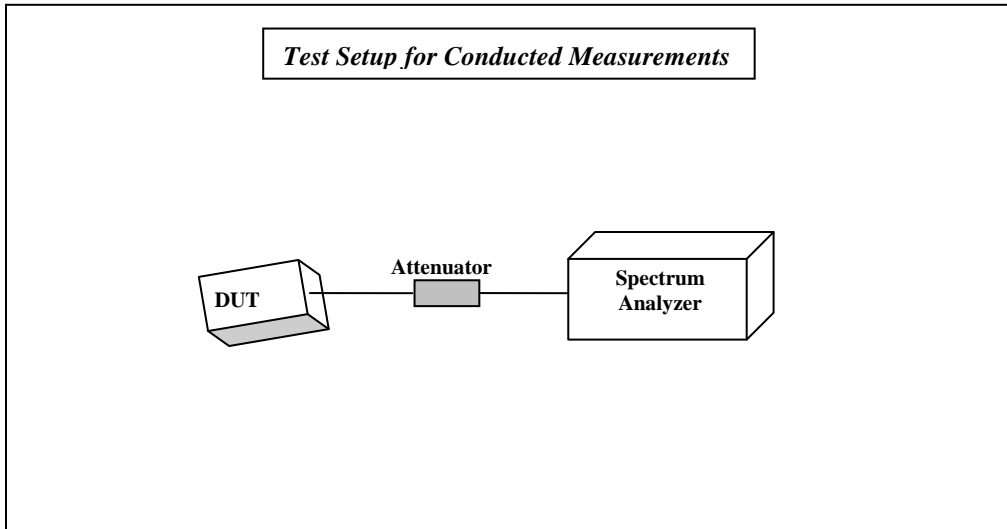 Test Setup for Conducted Measurements
Attenuator
DUT
Spectrum
Analyzer